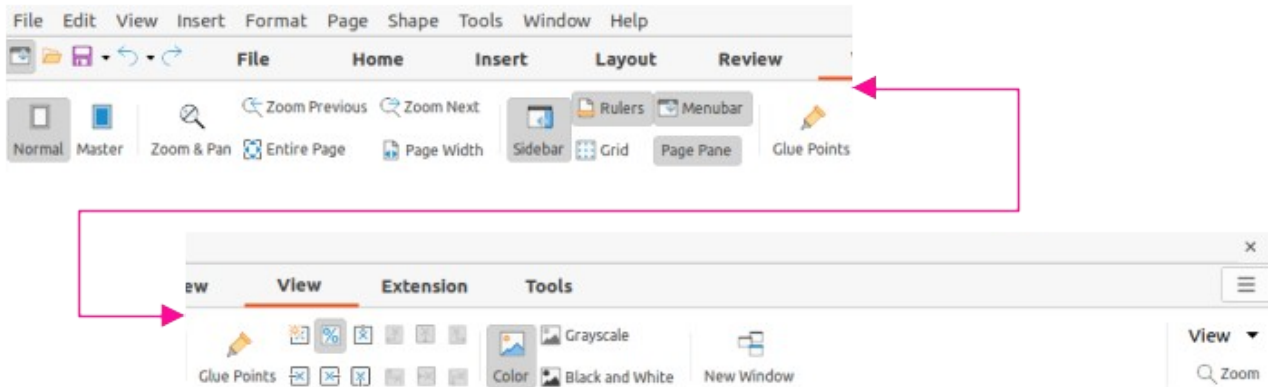 File Edit View Insert Format Page Shape Tools Window Help
File Home Insert Layout Review
Zoom Previous Zoom Next Rulers Menubar
Normal Master Zoom & Pan Entire Page Page Width Sidebar Grid Page Pane Glue Points
ew View Extension Tools
Grayscale View
Glue Points Color Black and White New Window Zoom